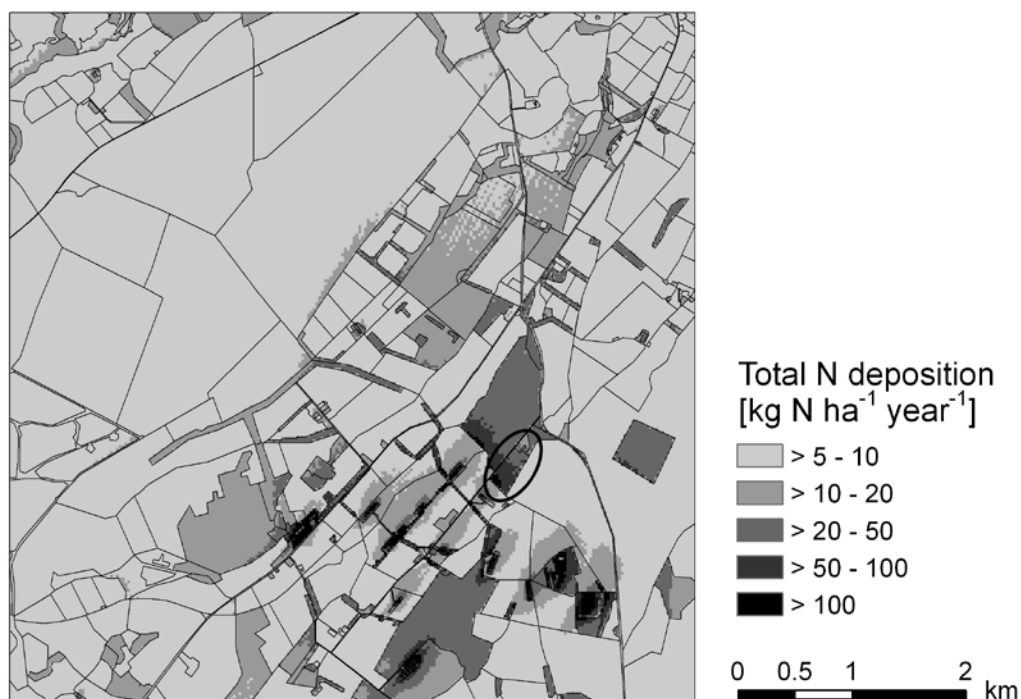 Total N deposition
[kg N ha⁻¹ year⁻¹]
> 5 - 10
> 10 - 20
> 20 - 50
> 50 - 100
> 100
0 0.5 1 2
km